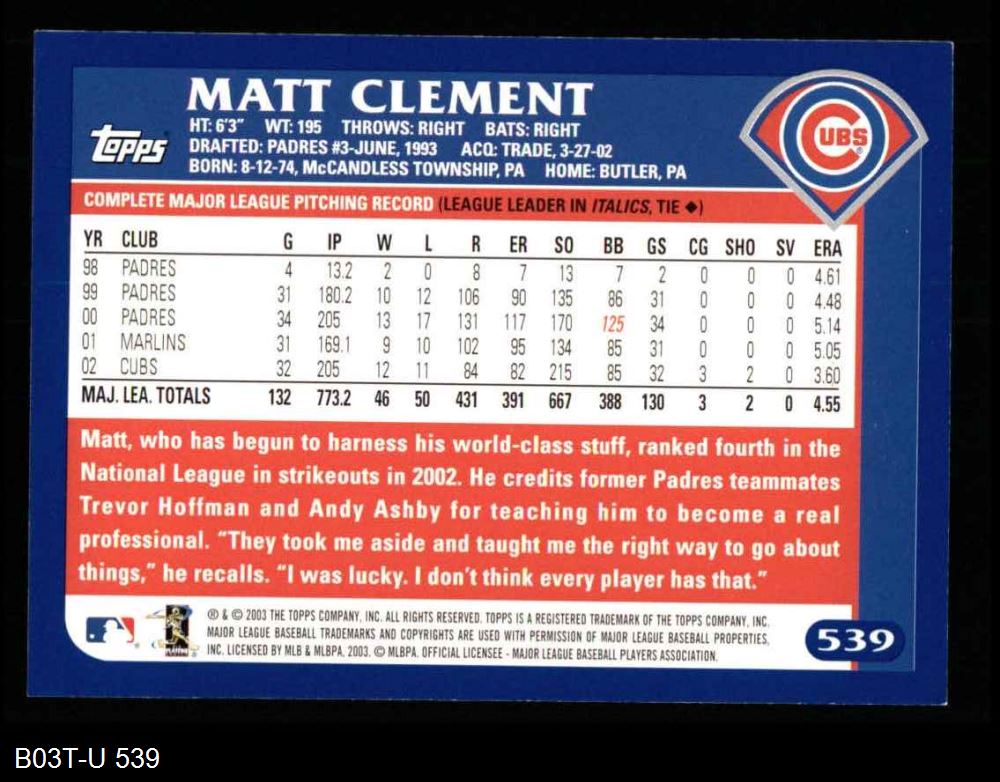 MATT CLEMENT
HT: 6'3" WT: 195 THROWS: RIGHT BATS: RIGHT
DRAFTED: PADRES #3-JUNE, 1993 ACQ: TRADE, 3-27-02
BORN: 8-12-74, McCANDLESS TOWNSHIP, PA HOME: BUTLER, PA
Topps
CUBS
COMPLETE MAJOR LEAGUE PITCHING RECORD (LEAGUE LEADER IN ITALICS, TIE ◆)
YR CLUB G IP W L R ER SO BB GS CG SHO SV ERA
98 PADRES 4 13.2 2 0 8 7 13 7 2 0 0 0 4.61
99 PADRES 31 180.2 10 12 106 90 135 86 31 0 0 0 4.48
00 PADRES 34 205 13 17 131 117 170 125 34 0 0 0 5.14
01 MARLINS 31 169.1 9 10 102 95 134 85 31 0 0 0 5.05
02 CUBS 32 205 12 11 84 82 215 85 32 3 2 0 3.60
MAJ. LEA. TOTALS 132 773.2 46 50 431 391 667 388 130 3 2 0 4.55
Matt, who has begun to harness his world-class stuff, ranked fourth in the
National League in strikeouts in 2002. He credits former Padres teammates
Trevor Hoffman and Andy Ashby for teaching him to become a real
professional. "They took me aside and taught me the right way to go about
things," he recalls. "I was lucky. I don't think every player has that."
® & © 2003 THE TOPPS COMPANY, INC. ALL RIGHTS RESERVED. TOPPS IS A REGISTERED TRADEMARK OF THE TOPPS COMPANY, INC.
MAJOR LEAGUE BASEBALL TRADEMARKS AND COPYRIGHTS ARE USED WITH PERMISSION OF MAJOR LEAGUE BASEBALL PROPERTIES,
INC. LICENSED BY MLB & MLBPA, 2003. © MLBPA. OFFICIAL LICENSEE - MAJOR LEAGUE BASEBALL PLAYERS ASSOCIATION.
539
B03T-U 539